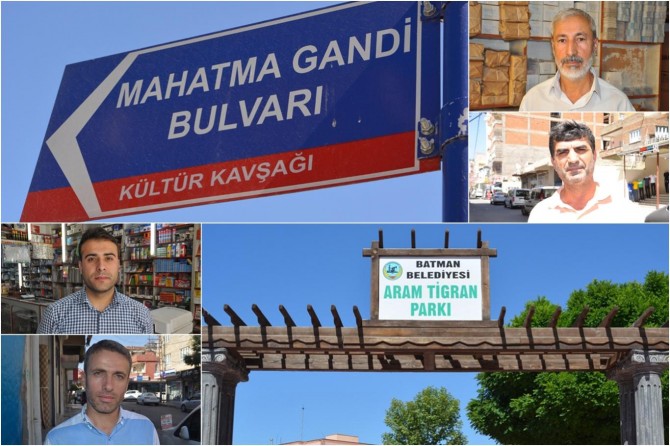 MAHATMA GANDİ
BULVARI
KÜLTÜR KAVŞAĞI
BATMAN
BELEDİYESİ
ARAM TİGRAN
PARKI